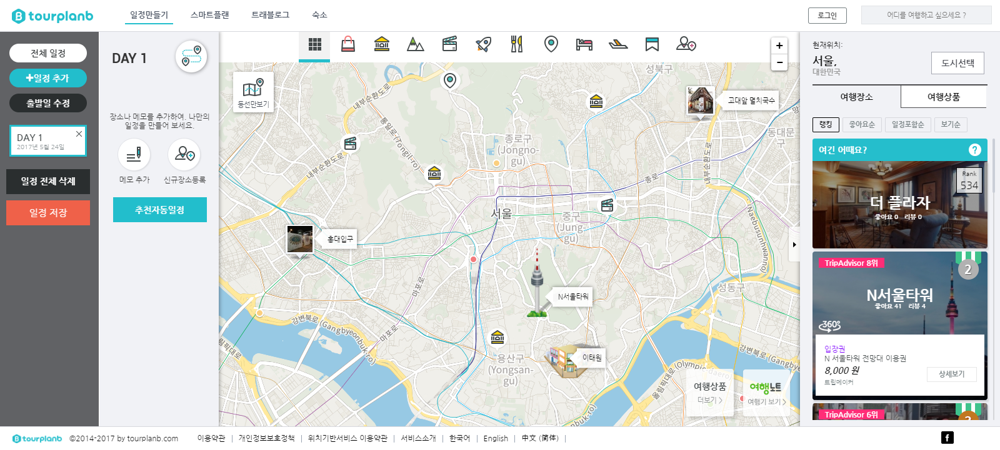 tourplanb
일정만들기
스마트플랜
트래블로그
숙소
로그인
어디를 여행하고 싶으세요 ?
전체 일정
+일정 추가
출발일 수정
DAY 1
2017년 5월 24일
일정 전체 삭제
일정 저장
DAY 1
장소나 메모를 추가하여. 나만의
일정을 만들어 보세요.
메모 추가
신규장소등록
추천자동일정
동선만보기
+
-
성북구
고대앞 멸치국수
내부순환도로
통일로(Tongil-ro)
종로구
(Jongno-
gu)
동대문
구
내부순환도로
내부순환도로
종로
서울
중구
(Jung-
gu)
(Naebusunhwanno)
홍대입구
마포로
N서울타워
성동구
강변북로 (Gangbyeonbuk-ro)
마포로
용산구
(Yongsan-
gu)
이태원
강변북로 (Gangbyeonbuk-
올림픽대로 (Olympic daero)
여행상품
더보기 >
여행노트
여행기 보기 >
현재위치:
서울,
대한민국
도시선택
여행장소
여행상품
랭킹
좋아요순
일정포함순
보기순
여긴 어때요?
?
Rank
534
더 플라자
좋아요 0 리뷰 0
TripAdvisor 8위
2
N서울타워
좋아요 41 리뷰 4
360º
입장권
N 서울타워 전망대 이용권
8,000 원
트립메이커
상세보기
TripAdvisor 6위
3
tourplanb
©2014-2017 by tourplanb.com
이용약관 | 개인정보보호정책 | 위치기반서비스 이용약관 | 서비스소개 | 한국어 | English | 中文 (简体) |